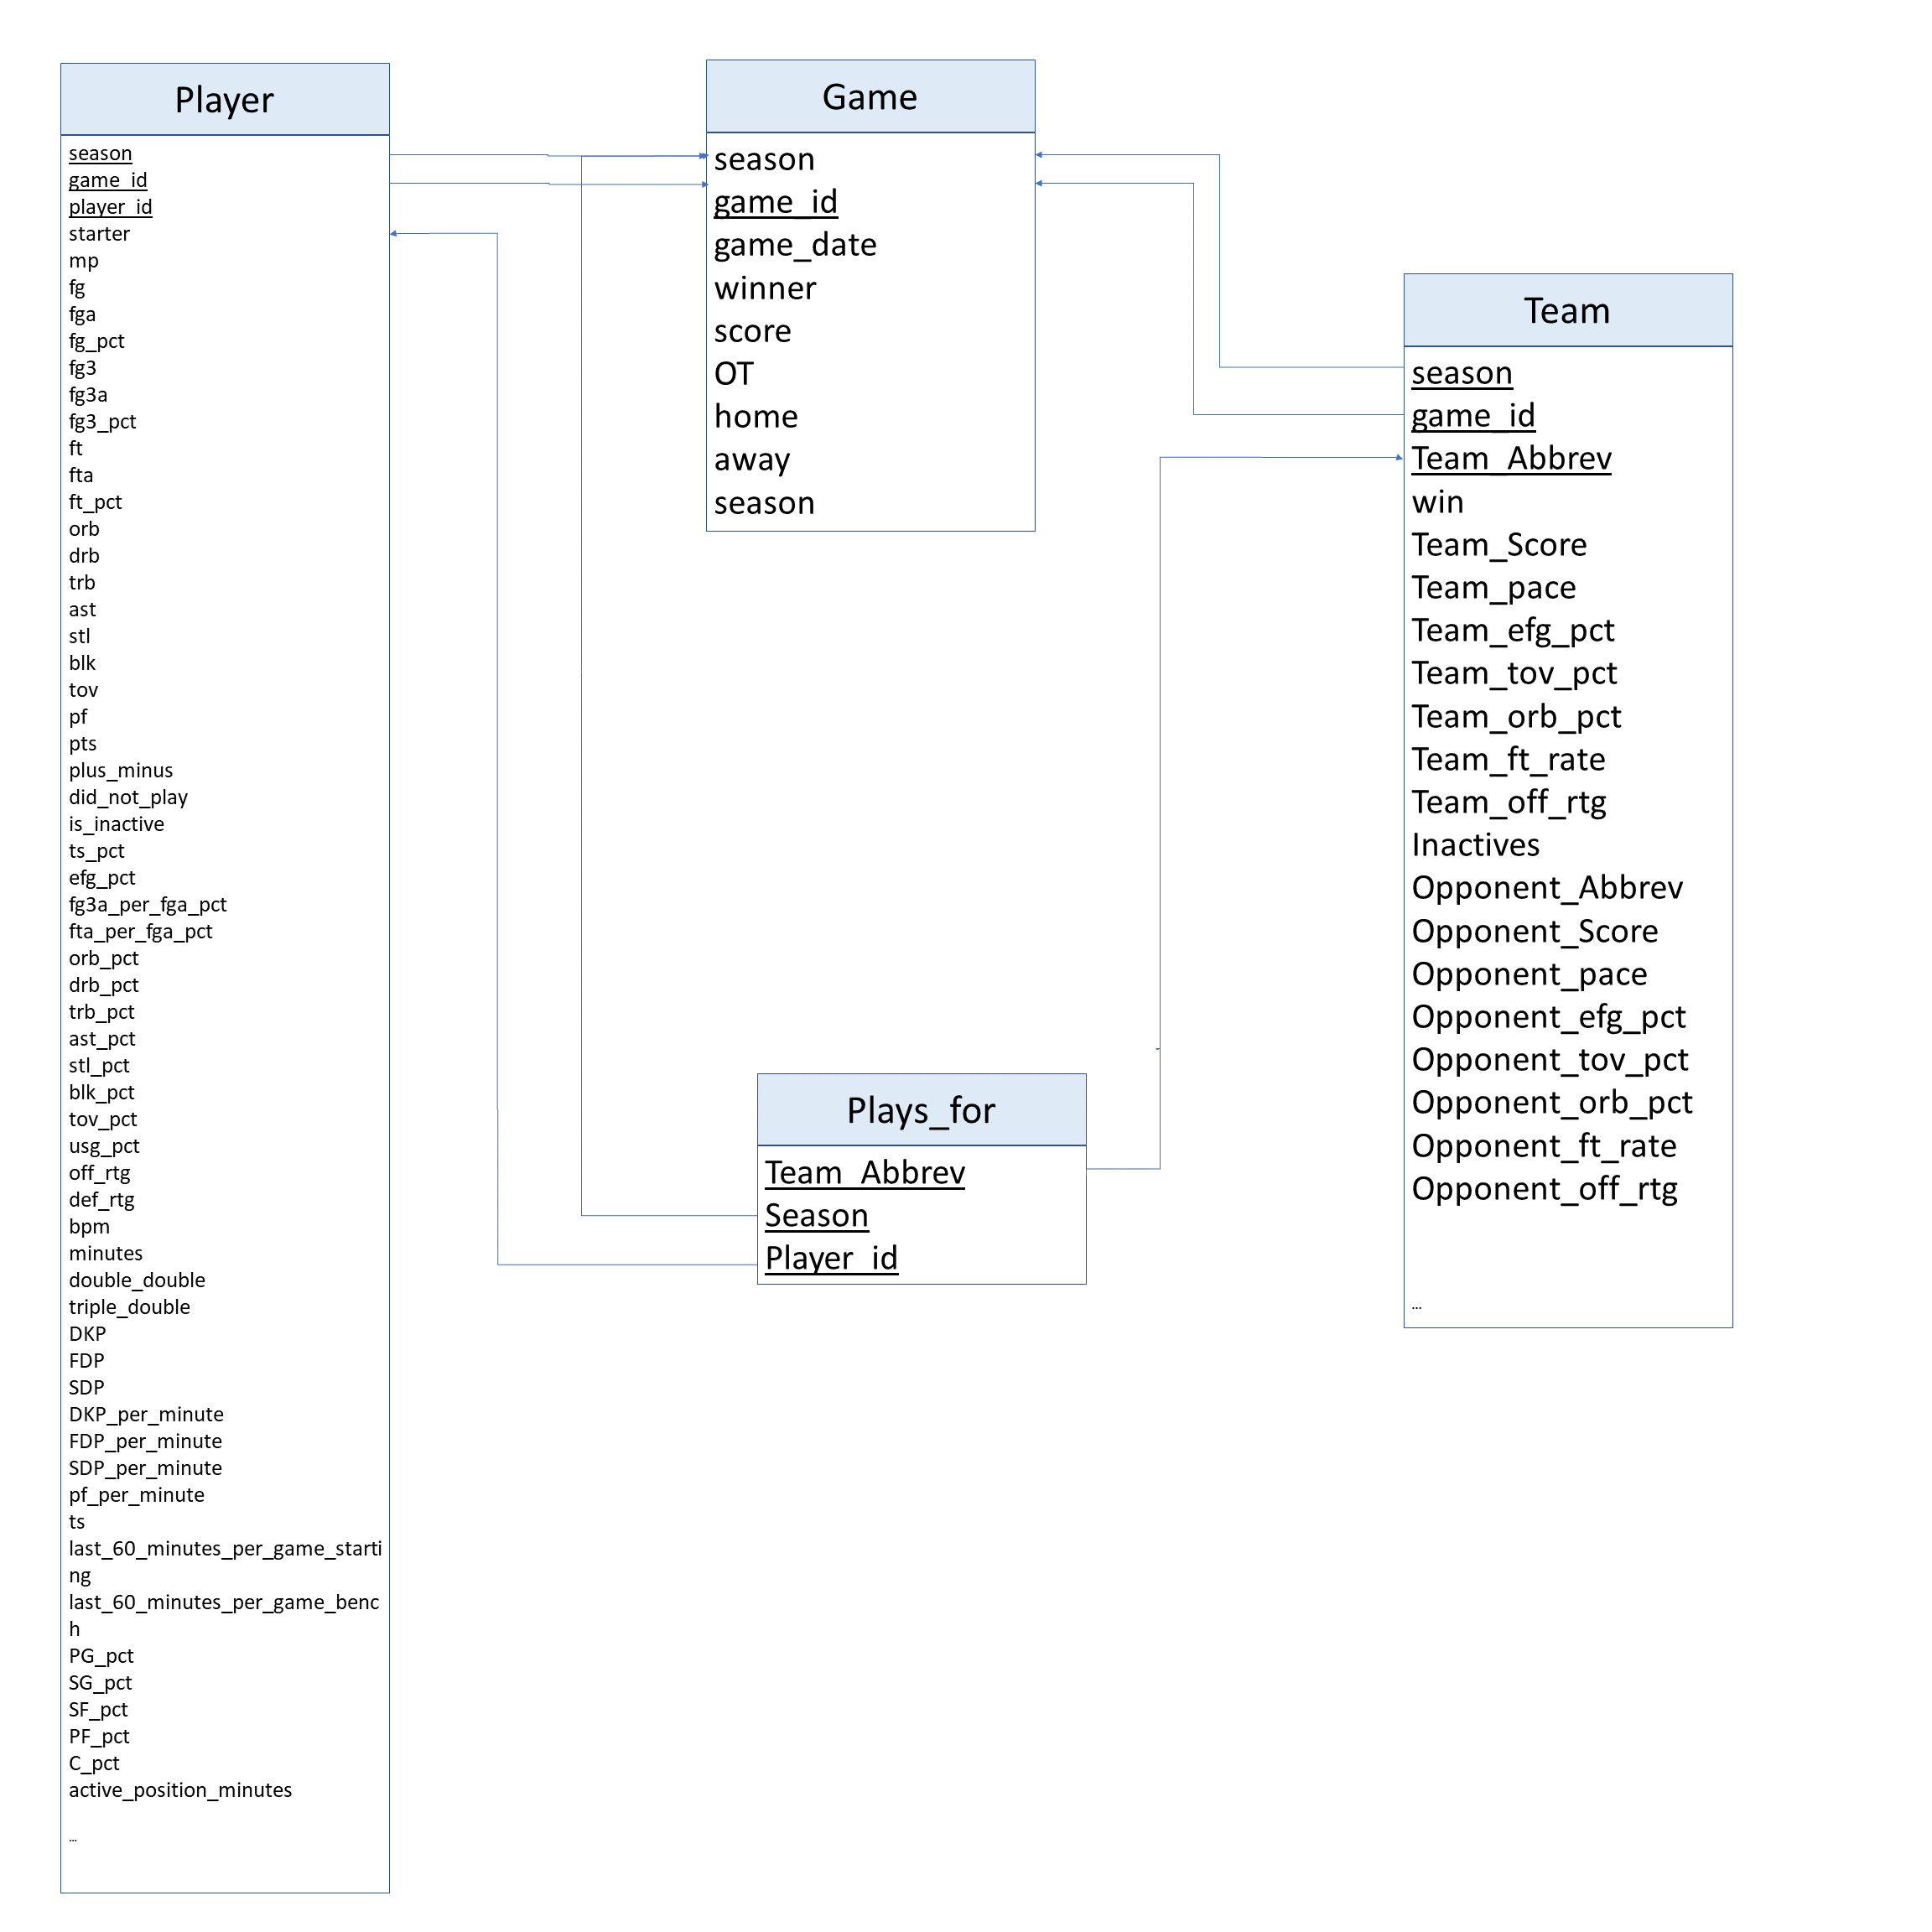 Player
season
game_id
player_id
starter
mp
fg
fga
fg_pct
fg3
fg3a
fg3_pct
ft
fta
ft_pct
orb
drb
trb
ast
stl
blk
tov
pf
pts
plus_minus
did_not_play
is_inactive
ts_pct
efg_pct
fg3a_per_fga_pct
fta_per_fga_pct
orb_pct
drb_pct
trb_pct
ast_pct
stl_pct
blk_pct
tov_pct
usg_pct
off_rtg
def_rtg
bpm
minutes
double_double
triple_double
DKP
FDP
SDP
DKP_per_minute
FDP_per_minute
SDP_per_minute
pf_per_minute
ts
last_60_minutes_per_game_starti
ng
last_60_minutes_per_game_benc
h
PG_pct
SG_pct
SF_pct
PF_pct
C_pct
active_position_minutes
...
Game
season
game_id
game_date
winner
score
OT
home
away
season
Plays_for
Team_Abbrev
Season
Player_id
Team
season
game_id
Team_Abbrev
win
Team_Score
Team_pace
Team_efg_pct
Team_tov_pct
Team_orb_pct
Team_ft_rate
Team_off_rtg
Inactives
Opponent_Abbrev
Opponent_Score
Opponent_pace
Opponent_efg_pct
Opponent_tov_pct
Opponent_orb_pct
Opponent_ft_rate
Opponent_off_rtg
...